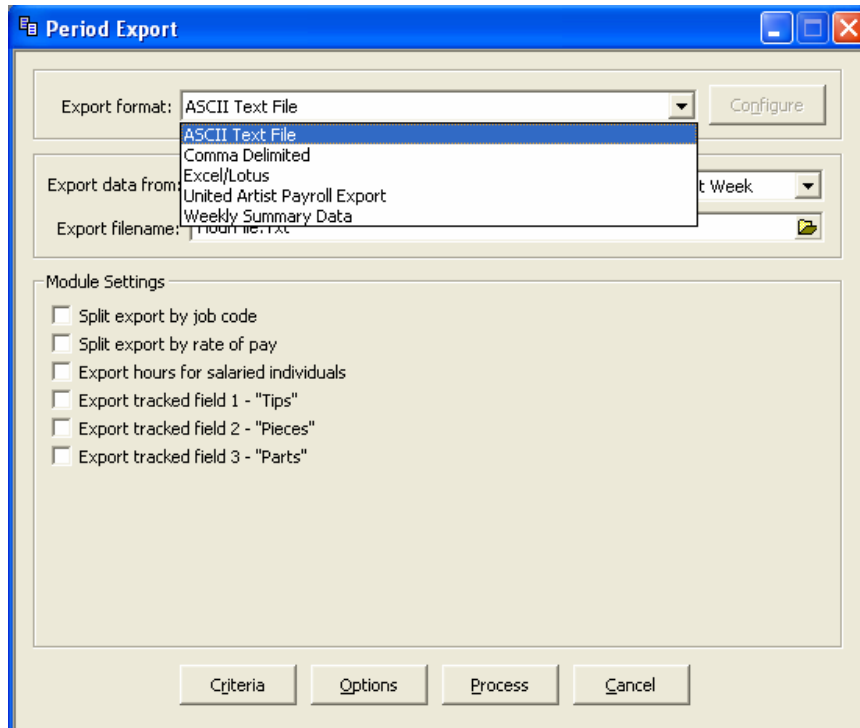 Period Export
Export format: ASCII Text File Configure
ASCII Text File
Comma Delimited
Excel/Lotus
United Artist Payroll Export
Weekly Summary Data
Export data from: Week
Export filename:
Module Settings
Split export by job code
Split export by rate of pay
Export hours for salaried individuals
Export tracked field 1 - "Tips"
Export tracked field 2 - "Pieces"
Export tracked field 3 - "Parts"
Criteria Options Process Cancel